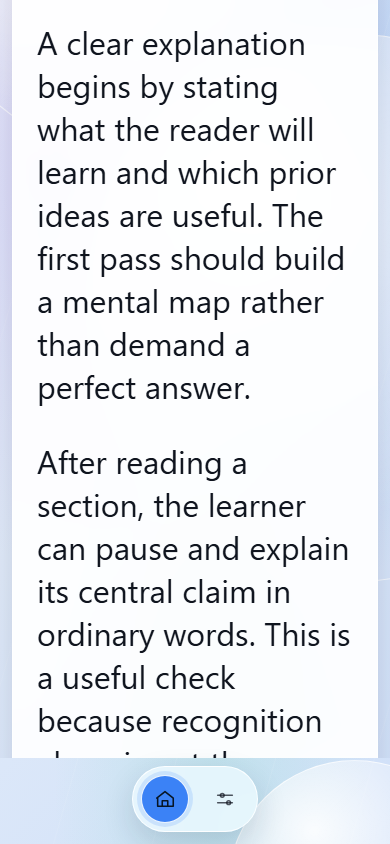 A clear explanation
begins by stating
what the reader will
learn and which prior
ideas are useful. The
first pass should build
a mental map rather
than demand a
perfect answer.
After reading a
section, the learner
can pause and explain
its central claim in
ordinary words. This is
a useful check
because recognition